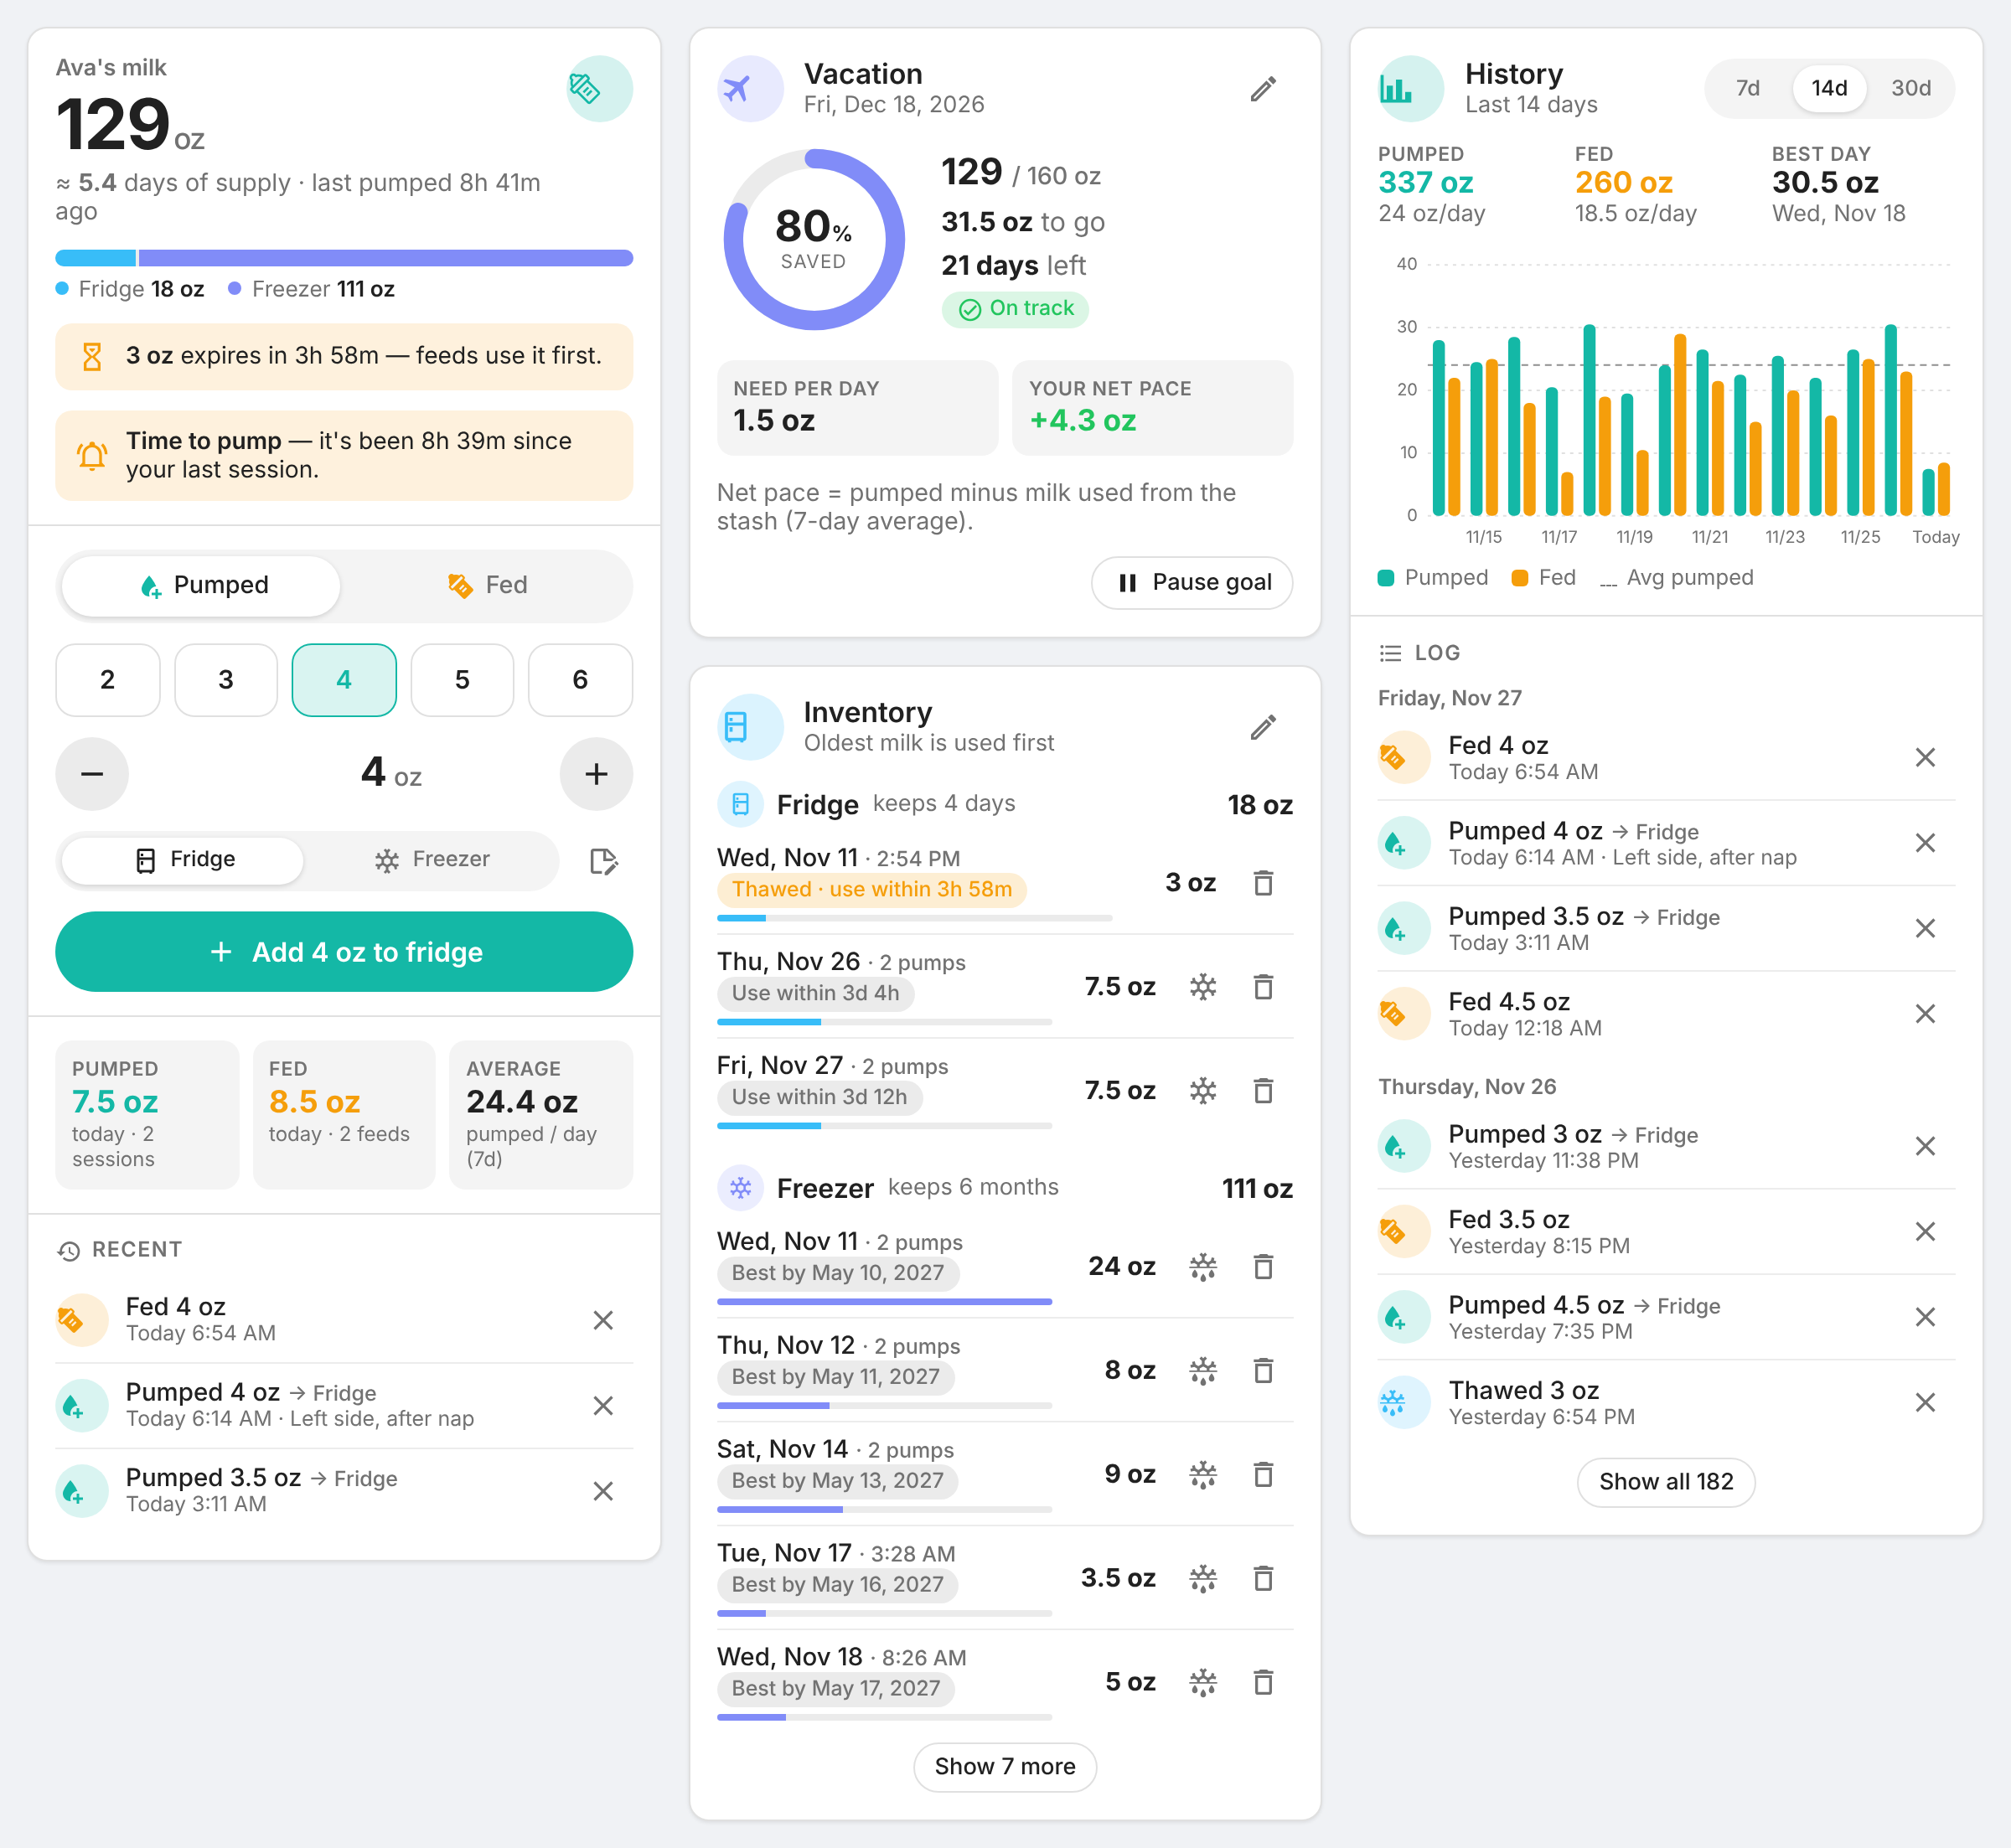 Ava's milk
129 oz
≈ 5.4 days of supply · last pumped 8h 41m
ago
Fridge 18 oz Freezer 111 oz
3 oz expires in 3h 58m — feeds use it first.
Time to pump — it's been 8h 39m since
your last session.
Pumped Fed
2 3 4 5 6
− 4 oz +
Fridge Freezer
+ Add 4 oz to fridge
PUMPED
7.5 oz
today · 2
sessions
FED
8.5 oz
today · 2 feeds
AVERAGE
24.4 oz
pumped / day
(7d)
RECENT
Fed 4 oz
Today 6:54 AM
Pumped 4 oz → Fridge
Today 6:14 AM · Left side, after nap
Pumped 3.5 oz → Fridge
Today 3:11 AM
Vacation
Fri, Dec 18, 2026
80%
SAVED
129 / 160 oz
31.5 oz to go
21 days left
On track
NEED PER DAY
1.5 oz
YOUR NET PACE
+4.3 oz
Net pace = pumped minus milk used from the
stash (7-day average).
Pause goal
Inventory
Oldest milk is used first
Fridge keeps 4 days 18 oz
Wed, Nov 11 · 2:54 PM
Thawed · use within 3h 58m
3 oz
Thu, Nov 26 · 2 pumps
Use within 3d 4h
7.5 oz
Fri, Nov 27 · 2 pumps
Use within 3d 12h
7.5 oz
Freezer keeps 6 months 111 oz
Wed, Nov 11 · 2 pumps
Best by May 10, 2027
24 oz
Thu, Nov 12 · 2 pumps
Best by May 11, 2027
8 oz
Sat, Nov 14 · 2 pumps
Best by May 13, 2027
9 oz
Tue, Nov 17 · 3:28 AM
Best by May 16, 2027
3.5 oz
Wed, Nov 18 · 8:26 AM
Best by May 17, 2027
5 oz
Show 7 more
History
Last 14 days
7d 14d 30d
PUMPED
337 oz
24 oz/day
FED
260 oz
18.5 oz/day
BEST DAY
30.5 oz
Wed, Nov 18
40
30
20
10
0
11/15 11/17 11/19 11/21 11/23 11/25 Today
Pumped Fed Avg pumped
LOG
Friday, Nov 27
Fed 4 oz
Today 6:54 AM
Pumped 4 oz → Fridge
Today 6:14 AM · Left side, after nap
Pumped 3.5 oz → Fridge
Today 3:11 AM
Fed 4.5 oz
Today 12:18 AM
Thursday, Nov 26
Pumped 3 oz → Fridge
Yesterday 11:38 PM
Fed 3.5 oz
Yesterday 8:15 PM
Pumped 4.5 oz → Fridge
Yesterday 7:35 PM
Thawed 3 oz
Yesterday 6:54 PM
Show all 182